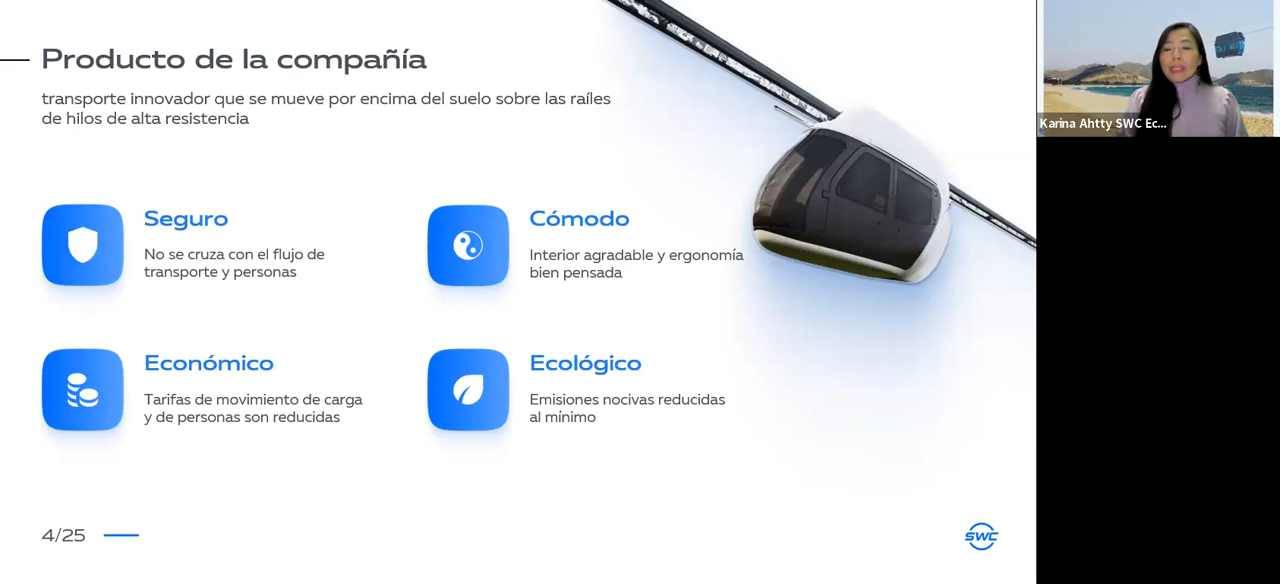 Producto de la compañía
transporte innovador que se mueve por encima del suelo sobre las raíles
de hilos de alta resistencia
Seguro
No se cruza con el flujo de
transporte y personas
Cómodo
Interior agradable y ergonomía
bien pensada
Económico
Tarifas de movimiento de carga
y de personas son reducidas
Ecológico
Emisiones nocivas reducidas
al mínimo
4/25
SWC
Karina Ahtty SWC Ec...